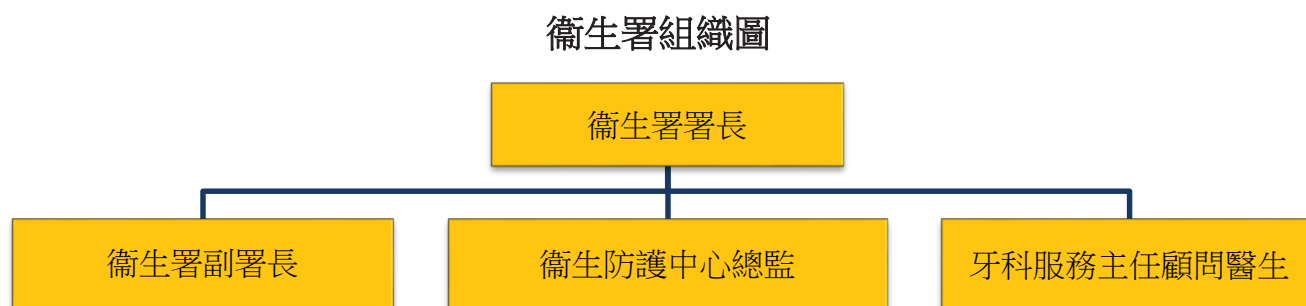 衞生署組織圖
衞生署署長
衞生署副署長
衞生防護中心總監
牙科服務主任顧問醫生